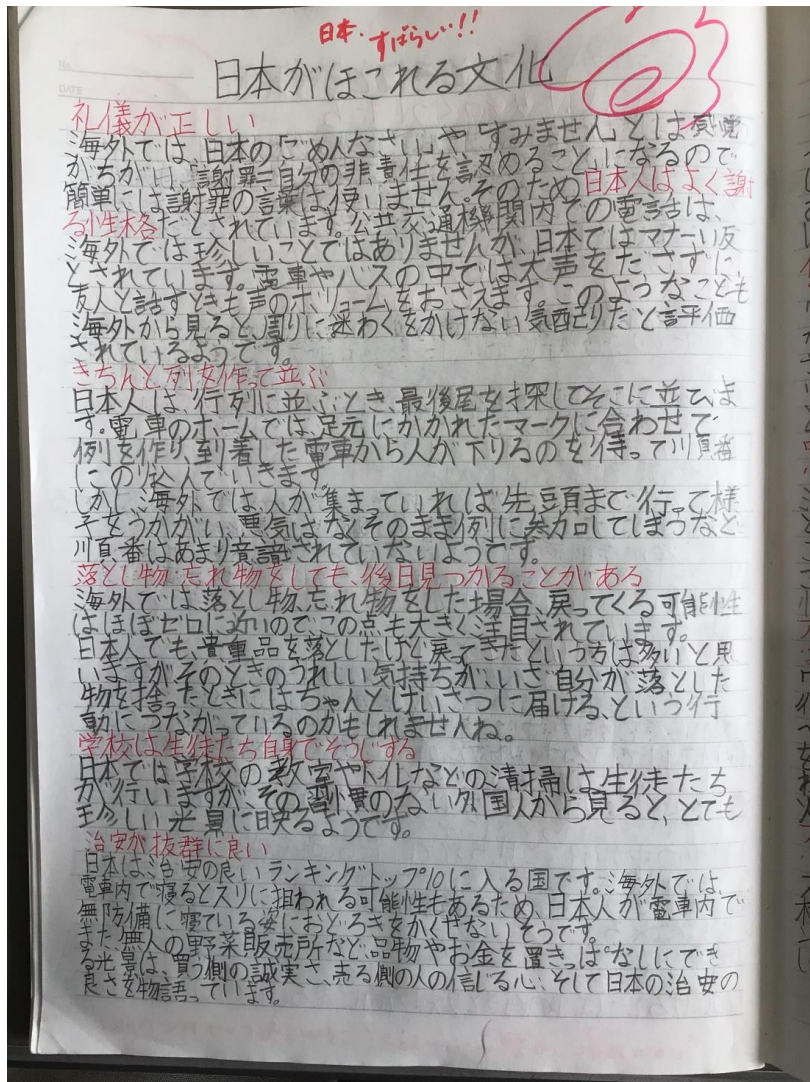 日本、すばらしい!!
No.
DATE
日本がほこれる文化
礼儀が正しい
海外では、日本の「ごめんなさい」や「すみません」とは感覚
がちがい、「謝罪=自分の非、責任を認めること」になるので
簡単には謝罪の言葉は使いません。そのため日本人はよく謝
る性格だとされています。公共交通機関内での電話は、
海外では珍しいことではありませんが、日本ではマナーい反
とされています。電車やバスの中では大声をださずに、
友人と話すときも声のボリュームをおさえます。このようなことも
海外から見ると、周りに迷わくをかけない気配りだと評価
されているようです。
きちんと列を作って並ぶ
日本人は、行列に並ぶとき、最後尾を探してそこに並びま
す。電車のホームでは、足元にかかれたマークに合わせて
例を作り、到着した電車から人が下りるのを待って順番
にのり込んでいきます。
しかし、海外では、人が集まっていれば先頭まで行って様
子をうかがい、悪気はなくそのまま例に参加してしまうなど
順番はあまり意識されていないようです。
落とし物・忘れ物をしても、後日見つかることがある
海外では、落とし物、忘れ物をした場合、戻ってくる可能性
はほぼゼロに近いのでこの点も大きく注目されています。
日本人でも、貴重品を落としたけど戻ってきたという方は多いと思
いますがそのときのうれしい気持ちが、いざ自分が落とした
物を捨ったときにはちゃんとけいさつに届ける、という行
動につながっているのかもしれませんね。
学校は生徒たち自身でそうじする
日本では学校の教室やトイレなどの清掃は、生徒たち
が行いますが、その習慣のない外国人から見ると、とても
珍しい光景に映るようです。
治安が抜群に良い
日本は治安の良いランキングトップ10に入る国です。海外では、
電車内で寝るとスリに狙われる可能性もあるため、日本人が電車内で
無防備に寝ている姿におどろきをかくせないそうです。
また、無人の野菜販売所など、品物やお金を置きっぱなしにでき
る光景は、買う側の誠実さ、売る側の人の信じる心、そして日本の治安の
良さを物語っています。